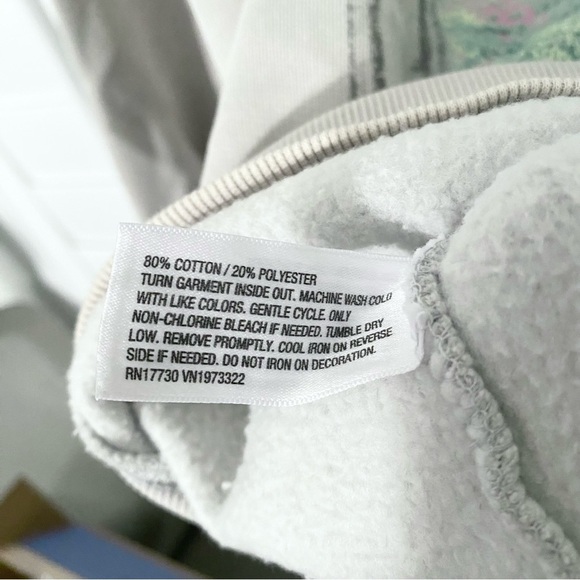 80% COTTON / 20% POLYESTER
TURN GARMENT INSIDE OUT. MACHINE WASH COLD
WITH LIKE COLORS. GENTLE CYCLE. ONLY
NON-CHLORINE BLEACH IF NEEDED. TUMBLE DRY
LOW. REMOVE PROMPTLY. COOL IRON ON REVERSE
SIDE IF NEEDED. DO NOT IRON ON DECORATION.
RN17730 VN1973322